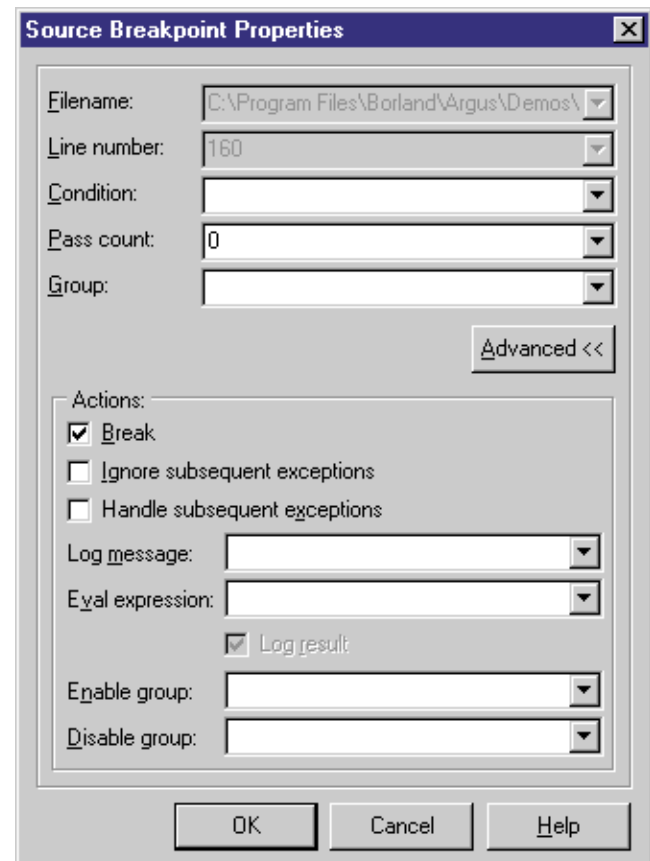 Source Breakpoint Properties
Filename: C:\Program Files\Borland\Argus\Demos\
Line number: 160
Condition:
Pass count: 0
Group:
Advanced <<
Actions:
Break
Ignore subsequent exceptions
Handle subsequent exceptions
Log message:
Eval expression:
Log result
Enable group:
Disable group:
OK Cancel Help